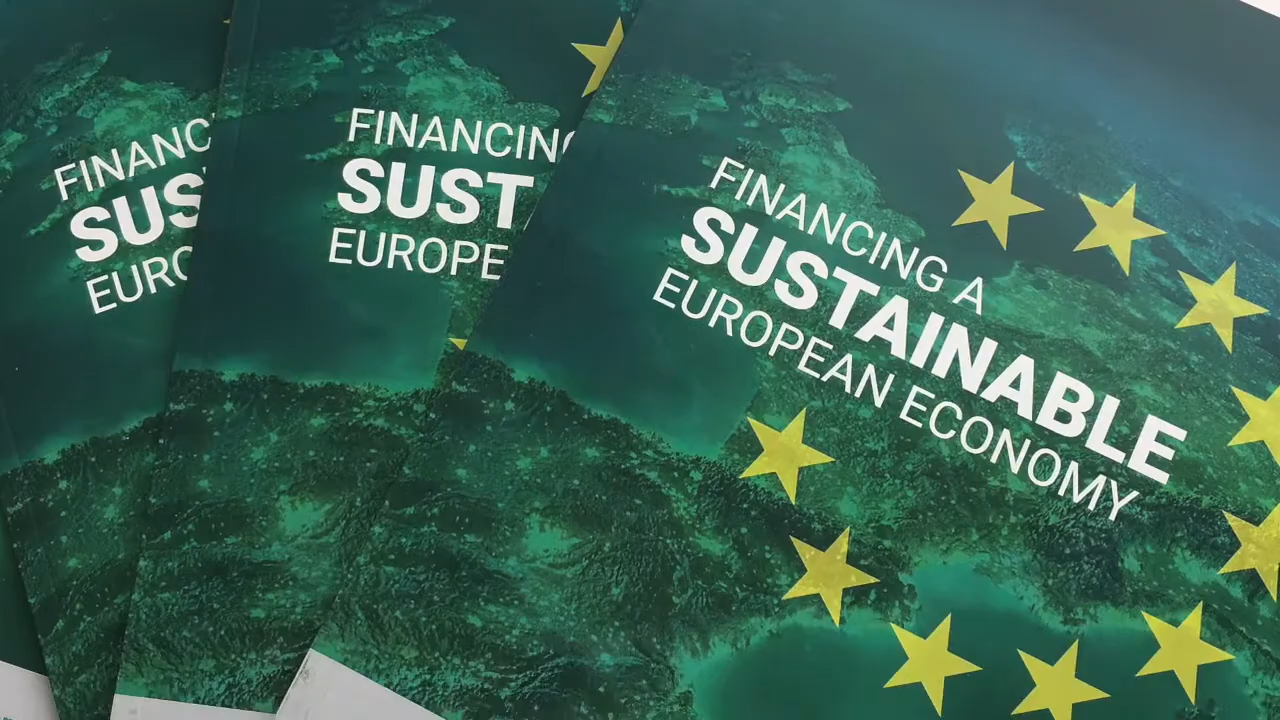 FINANC
SUS
EURO
FINANCING
SUST
EUROPE
FINANCING A
SUSTAINABLE
EUROPEAN ECONOMY